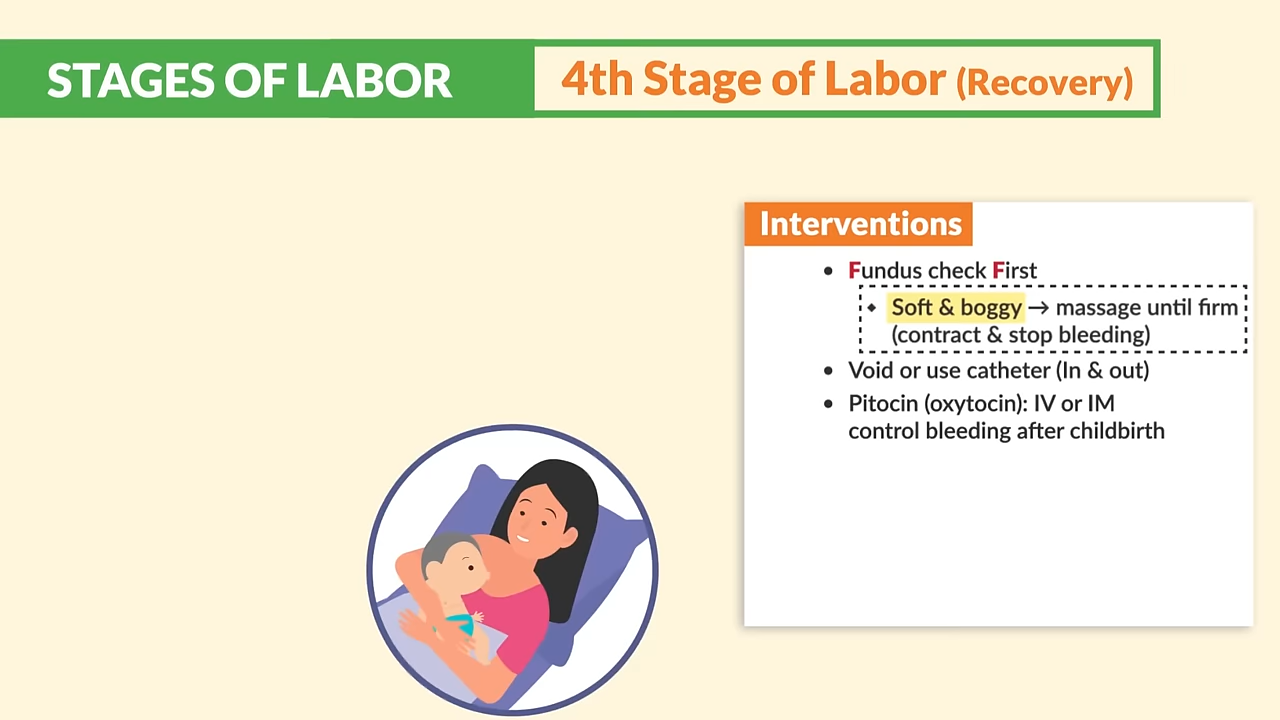 STAGES OF LABOR
4th Stage of Labor (Recovery)
Interventions
• Fundus check First
◆ Soft & boggy → massage until firm
(contract & stop bleeding)
• Void or use catheter (In & out)
• Pitocin (oxytocin): IV or IM
control bleeding after childbirth